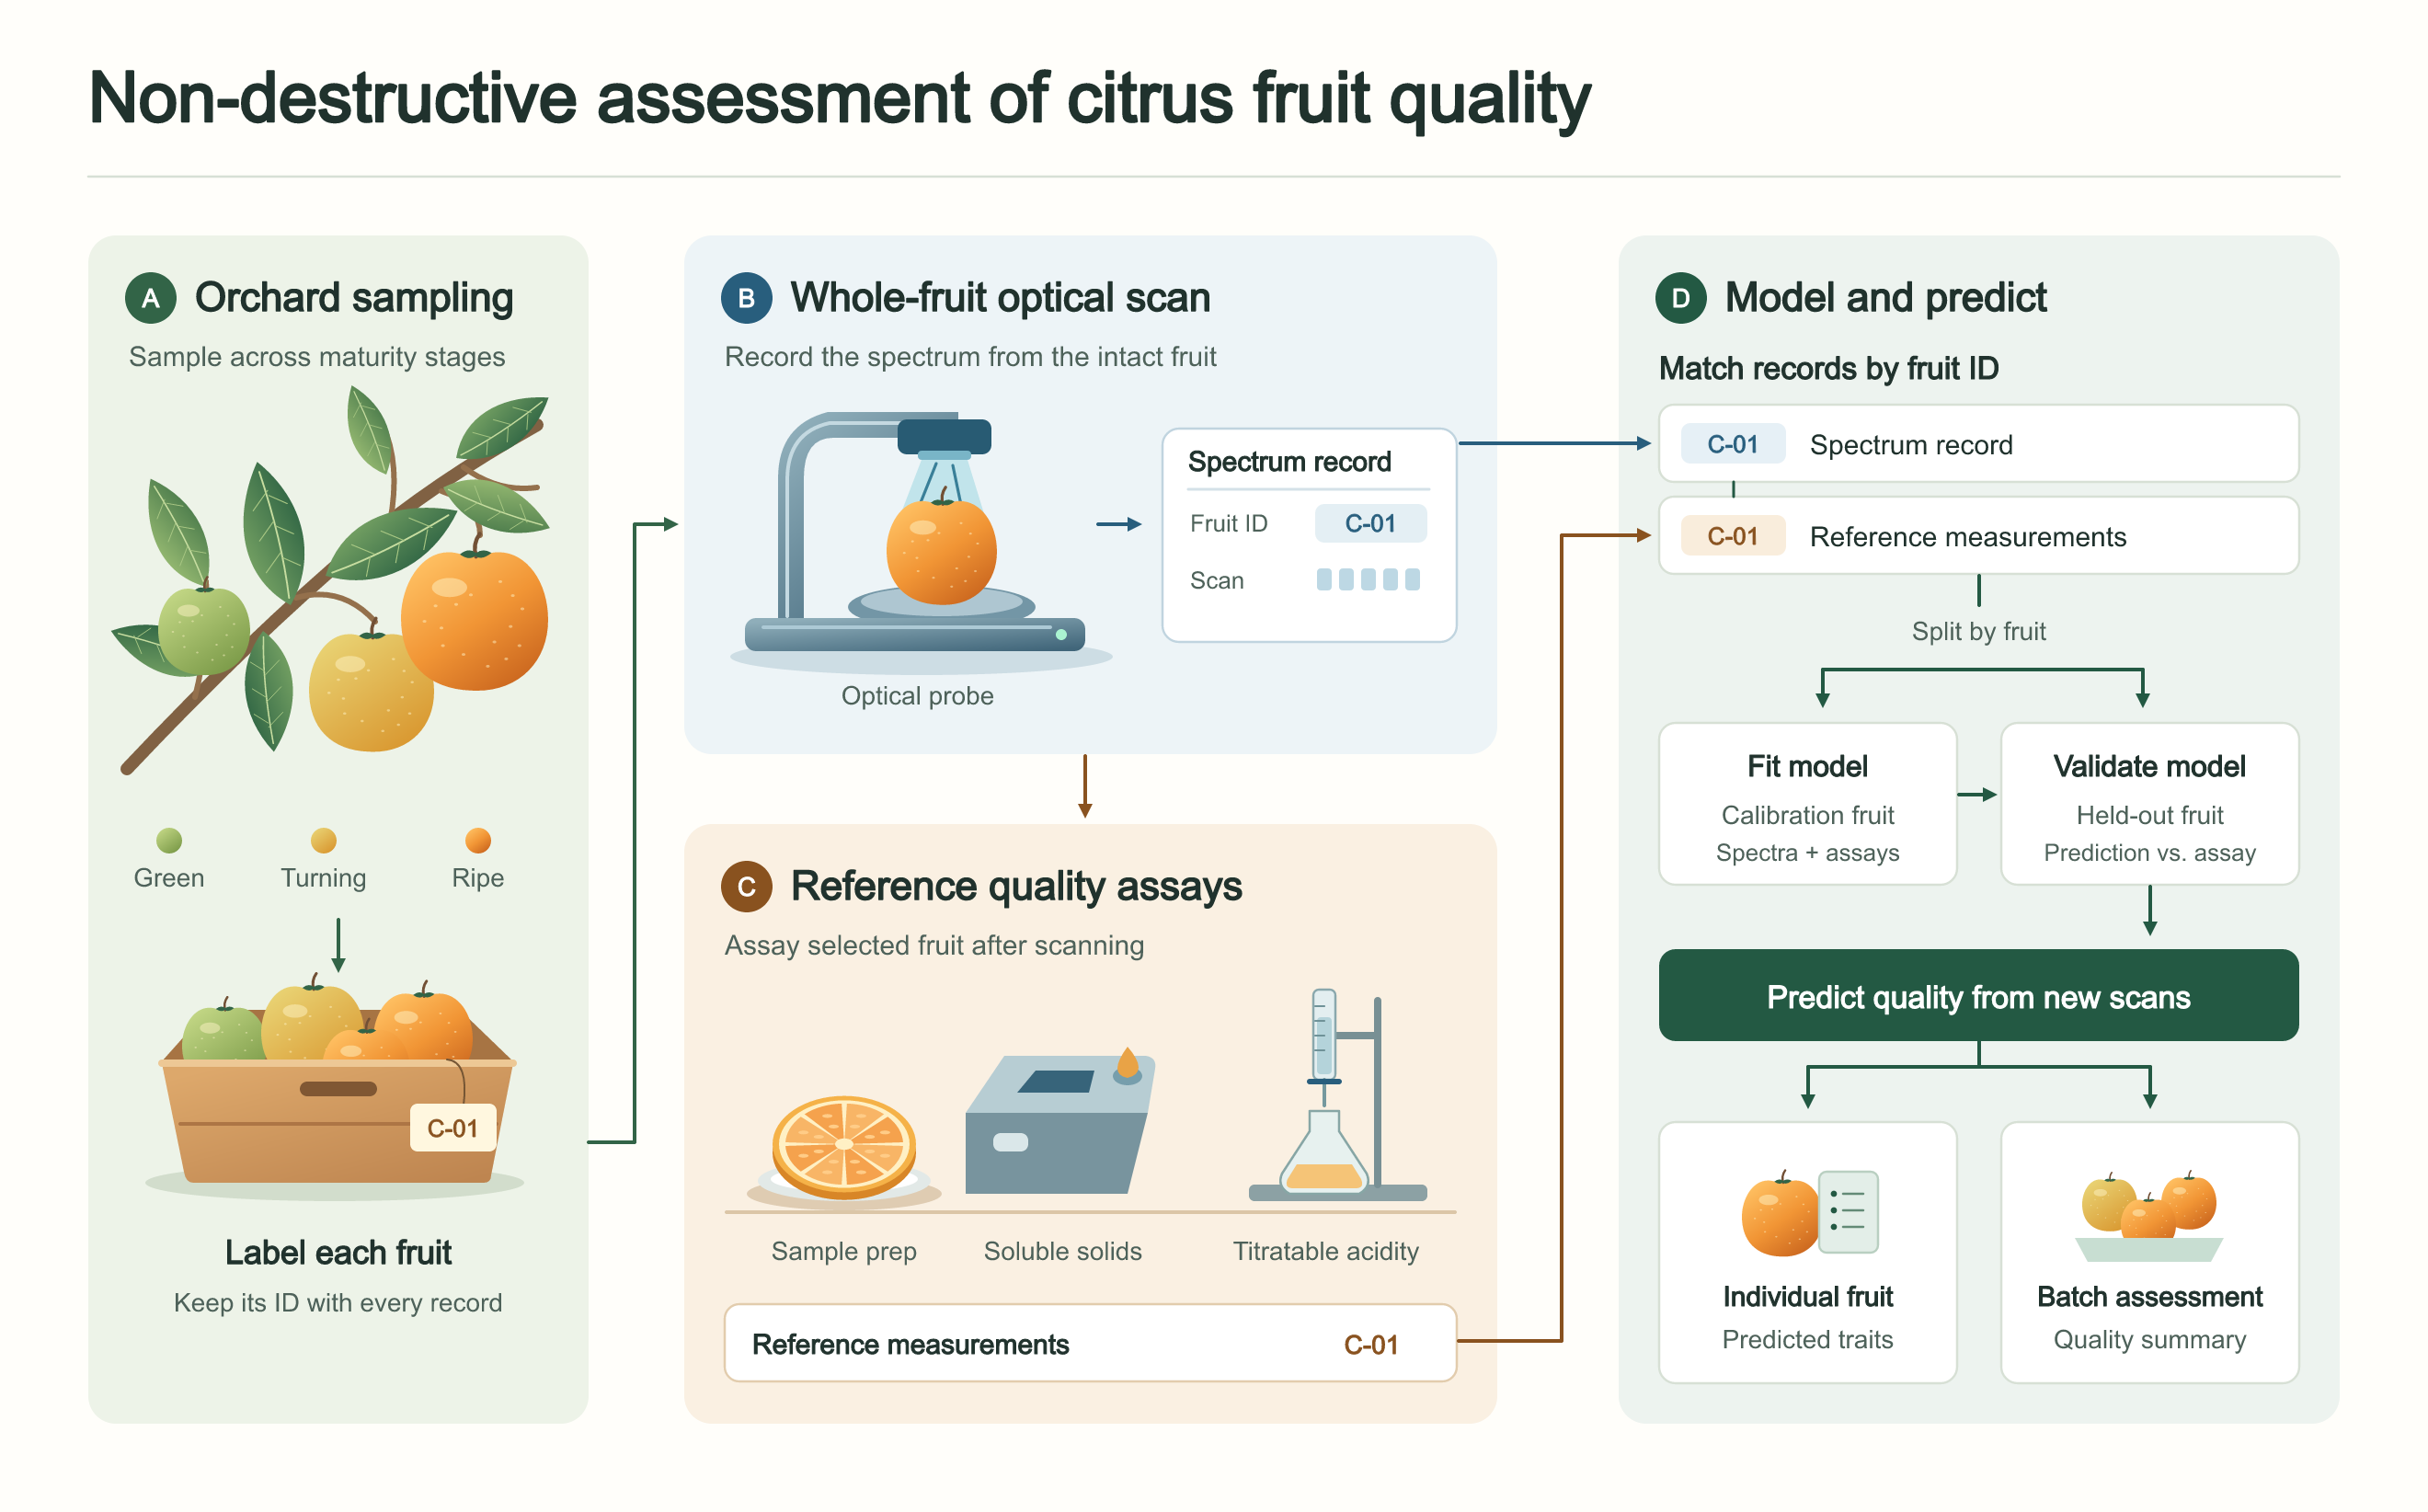 Non-destructive assessment of citrus fruit quality
A
Orchard sampling
Sample across maturity stages
Green
Turning
Ripe
C-01
Label each fruit
Keep its ID with every record
B
Whole-fruit optical scan
Record the spectrum from the intact fruit
Optical probe
Spectrum record
Fruit ID
C-01
Scan
C
Reference quality assays
Assay selected fruit after scanning
Sample prep
Soluble solids
Titratable acidity
Reference measurements
C-01
D
Model and predict
Match records by fruit ID
C-01
Spectrum record
C-01
Reference measurements
Split by fruit
Fit model
Calibration fruit
Spectra + assays
Validate model
Held-out fruit
Prediction vs. assay
Predict quality from new scans
Individual fruit
Predicted traits
Batch assessment
Quality summary